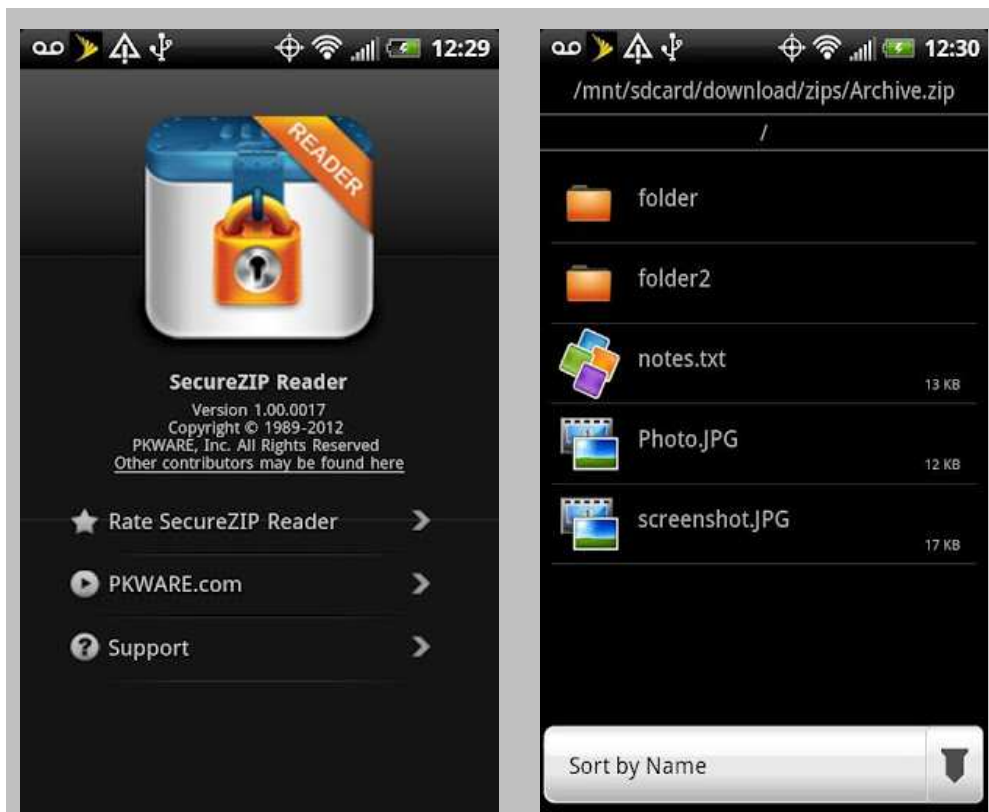 12:29
READER
SecureZIP Reader
Version 1.00.0017
Copyright © 1989-2012
PKWARE, Inc. All Rights Reserved
Other contributors may be found here
Rate SecureZIP Reader
PKWARE.com
Support
12:30
/mnt/sdcard/download/zips/Archive.zip
/
folder
folder2
notes.txt
13 KB
Photo.JPG
12 KB
screenshot.JPG
17 KB
Sort by Name